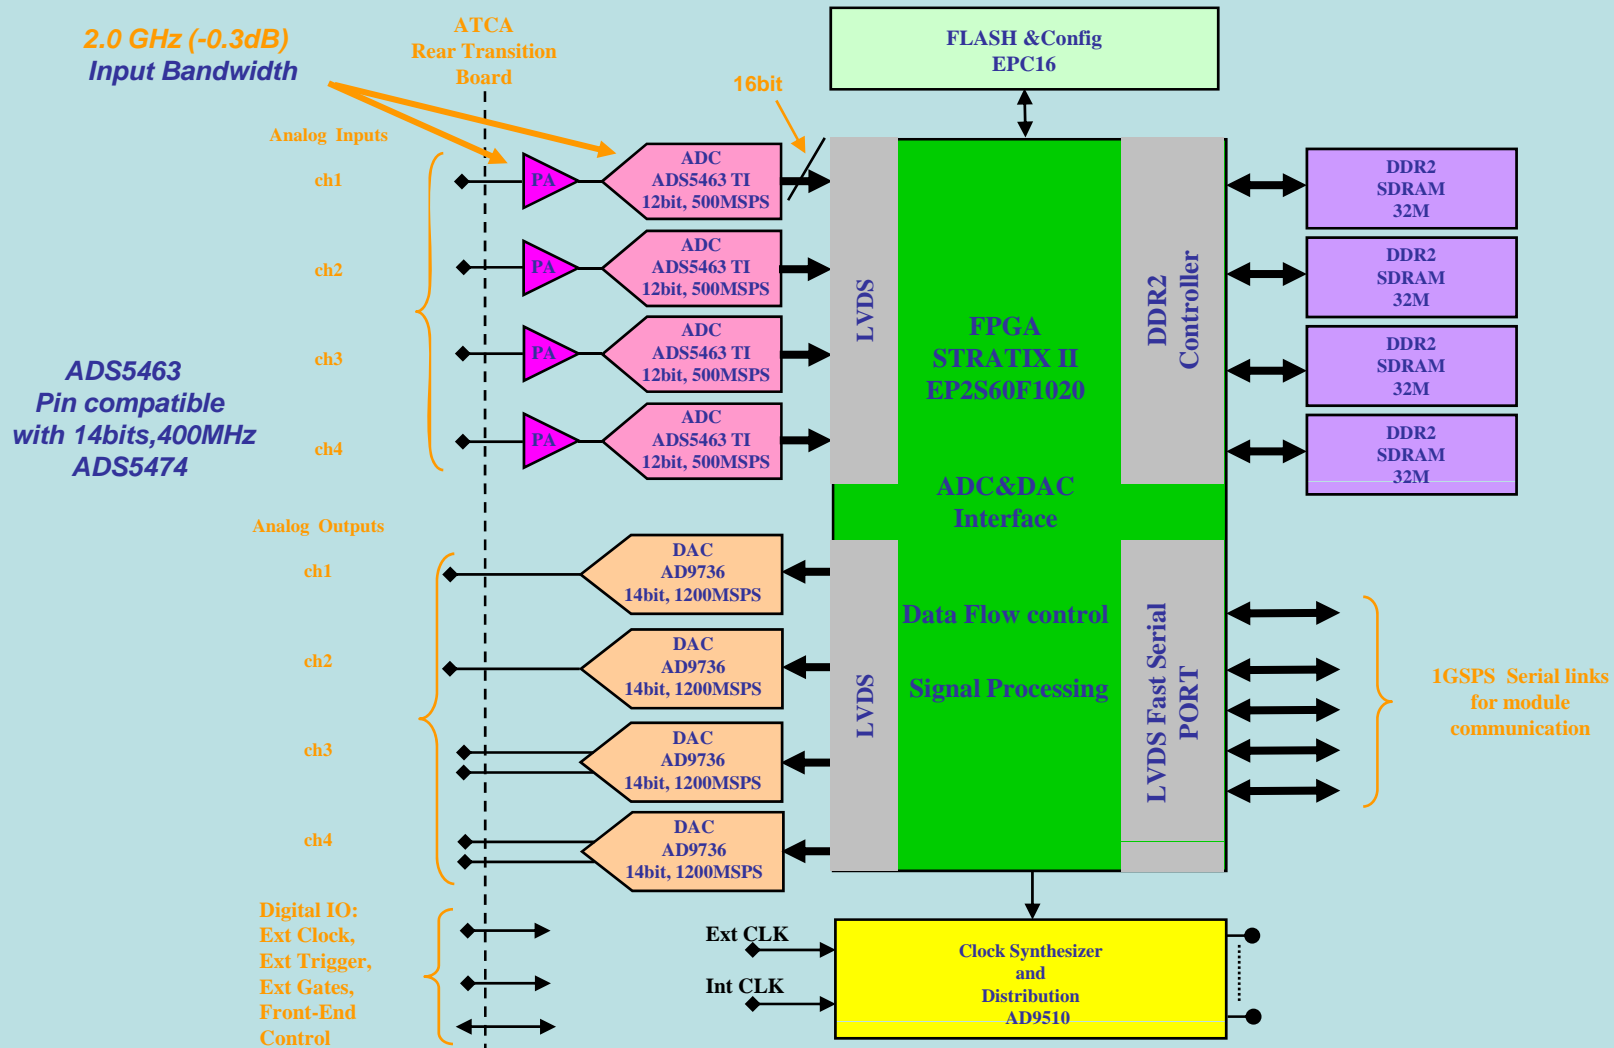 2.0 GHz (-0.3dB)
Input Bandwidth
ATCA
Rear Transition
Board
16bit
FLASH &Config
EPC16
Analog Inputs
ch1
ch2
ch3
ch4
PA
PA
PA
PA
ADC
ADS5463 TI
12bit, 500MSPS
ADC
ADS5463 TI
12bit, 500MSPS
ADC
ADS5463 TI
12bit, 500MSPS
ADC
ADS5463 TI
12bit, 500MSPS
ADS5463
Pin compatible
with 14bits,400MHz
ADS5474
LVDS
FPGA
STRATIX II
EP2S60F1020
ADC&DAC
Interface
Data Flow control
Signal Processing
DDR2
Controller
DDR2
SDRAM
32M
DDR2
SDRAM
32M
DDR2
SDRAM
32M
DDR2
SDRAM
32M
Analog Outputs
ch1
ch2
ch3
ch4
DAC
AD9736
14bit, 1200MSPS
DAC
AD9736
14bit, 1200MSPS
DAC
AD9736
14bit, 1200MSPS
DAC
AD9736
14bit, 1200MSPS
LVDS
LVDS Fast Serial
PORT
1GSPS Serial links
for module
communication
Digital IO:
Ext Clock,
Ext Trigger,
Ext Gates,
Front-End
Control
Ext CLK
Int CLK
Clock Synthesizer
and
Distribution
AD9510